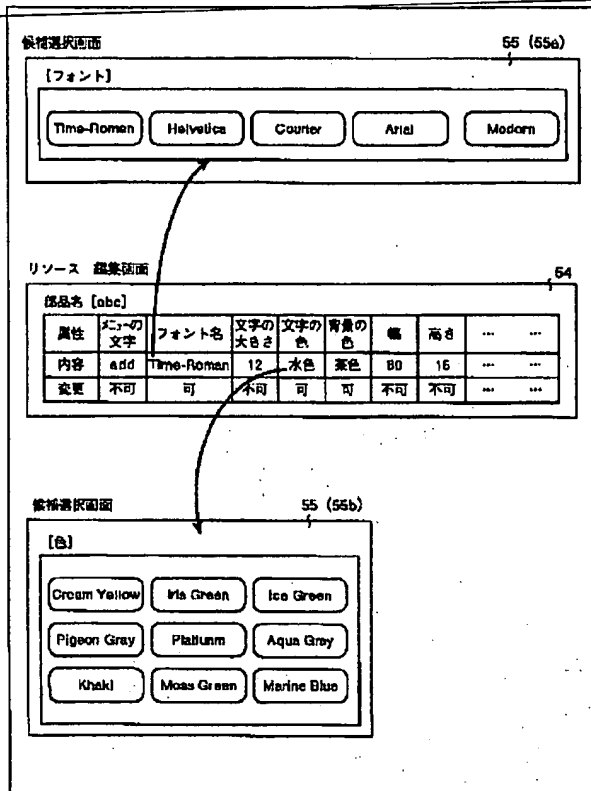 候補選択画面 55 (55a)
[フォント]
Time-Roman Helvetica Courier Arial Modern
リソース 編集画面 54
部品名 [abc]
属性 メニューの文字 フォント名 文字の大きさ 文字の色 背景の色 幅 高さ … …
内容 add Time-Roman 12 水色 茶色 80 15 … …
変更 不可 可 不可 可 可 不可 不可 … …
候補選択画面 55 (55b)
[色]
Cream Yellow Iris Green Ice Green
Pigeon Gray Platiunm Aqua Grey
Khaki Moss Green Marine Blue